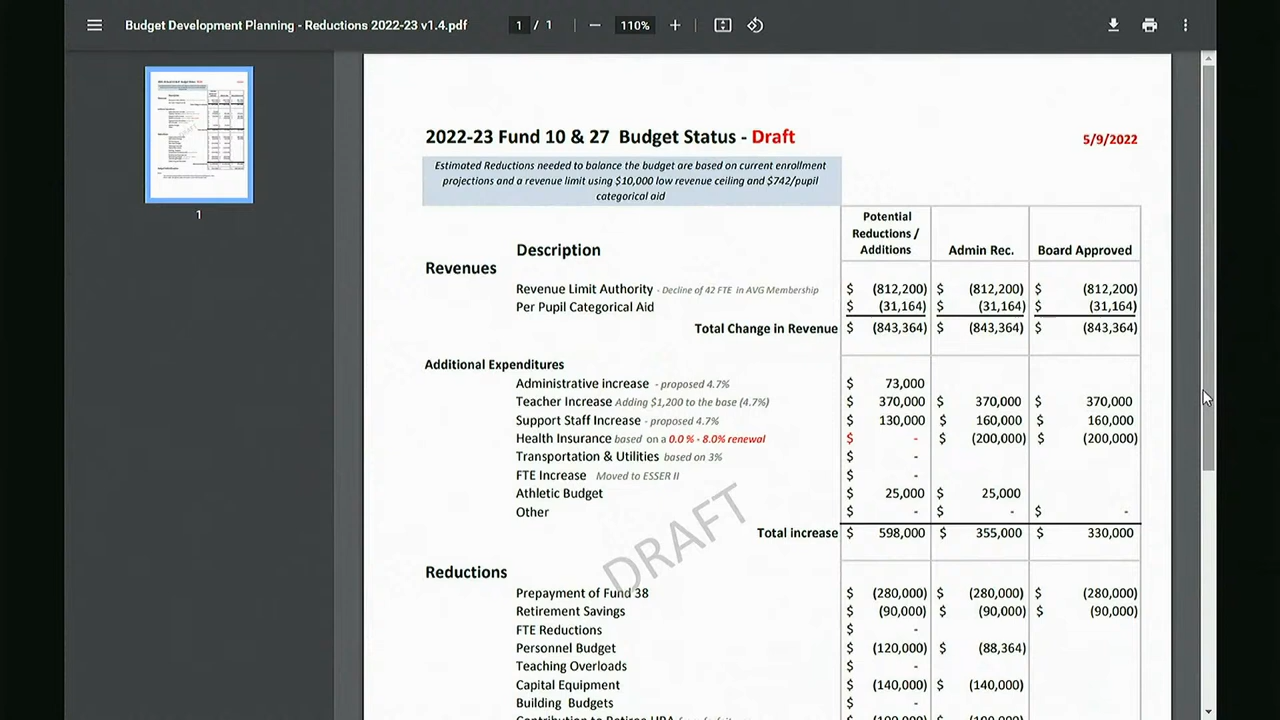 Budget Development Planning - Reductions 2022-23 v1.4.pdf 1 / 1 — 110% +
1
2022-23 Fund 10 & 27 Budget Status - Draft 5/9/2022
Estimated Reductions needed to balance the budget are based on current enrollment
projections and a revenue limit using $10,000 low revenue ceiling and $742/pupil
categorical aid
Potential
Reductions /
Description Additions Admin Rec. Board Approved
Revenues
Revenue Limit Authority - Decline of 42 FTE in AVG Membership $ (812,200) $ (812,200) $ (812,200)
Per Pupil Categorical Aid $ (31,164) $ (31,164) $ (31,164)
Total Change in Revenue $ (843,364) $ (843,364) $ (843,364)
Additional Expenditures
Administrative increase - proposed 4.7% $ 73,000
Teacher Increase Adding $1,200 to the base (4.7%) $ 370,000 $ 370,000 $ 370,000
Support Staff Increase - proposed 4.7% $ 130,000 $ 160,000 $ 160,000
Health Insurance based on a 0.0 % - 8.0% renewal $ - $ (200,000) $ (200,000)
Transportation & Utilities based on 3% $ -
FTE Increase Moved to ESSER II $ -
Athletic Budget $ 25,000 $ 25,000
Other $ - $ - $ -
Total increase $ 598,000 $ 355,000 $ 330,000
DRAFT
Reductions
Prepayment of Fund 38 $ (280,000) $ (280,000) $ (280,000)
Retirement Savings $ (90,000) $ (90,000) $ (90,000)
FTE Reductions $ -
Personnel Budget $ (120,000) $ (88,364)
Teaching Overloads $ -
Capital Equipment $ (140,000) $ (140,000)
Building Budgets $ -